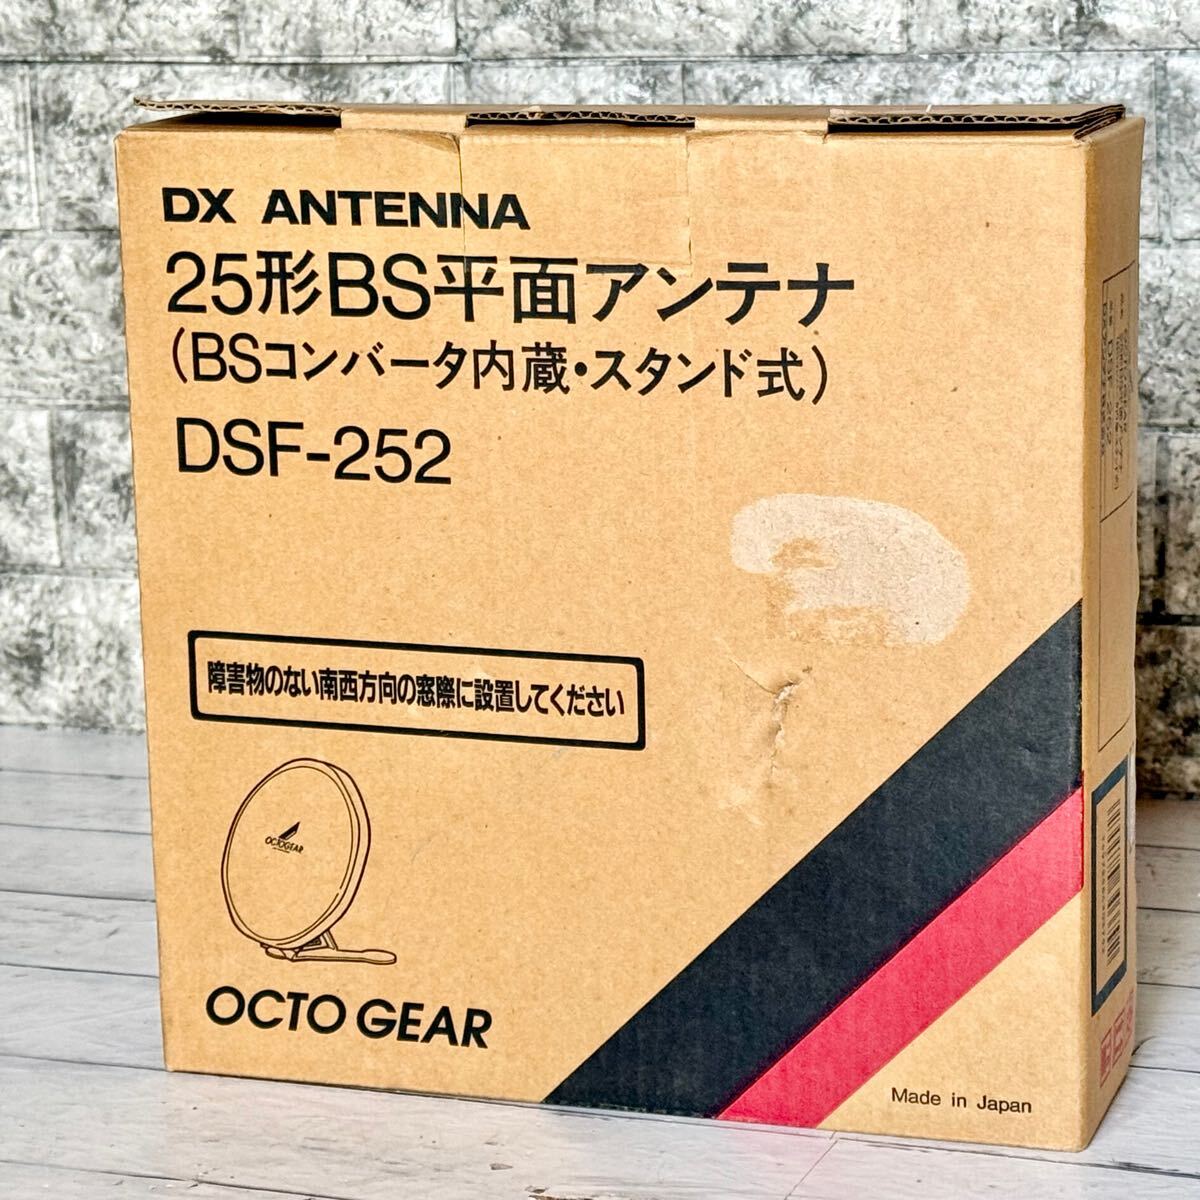 DX ANTENNA
25形BS平面アンテナ
(BSコンバータ内蔵・スタンド式)
DSF-252
障害物のない南西方向の窓際に設置してください
OCTOGEAR
OCTO GEAR
Made in Japan